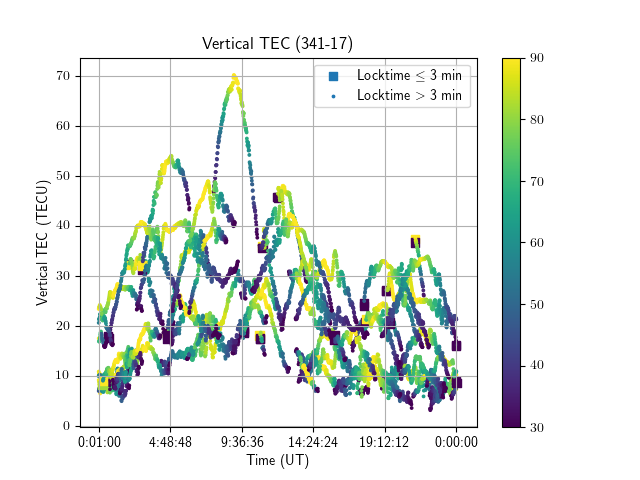 Vertical TEC (341-17)
Locktime ≤ 3 min
Locktime > 3 min
Vertical TEC (TECU)
70
60
50
40
30
20
10
0
0:01:00 4:48:48 9:36:36 14:24:24 19:12:12 0:00:00
Time (UT)
90
80
70
60
50
40
30